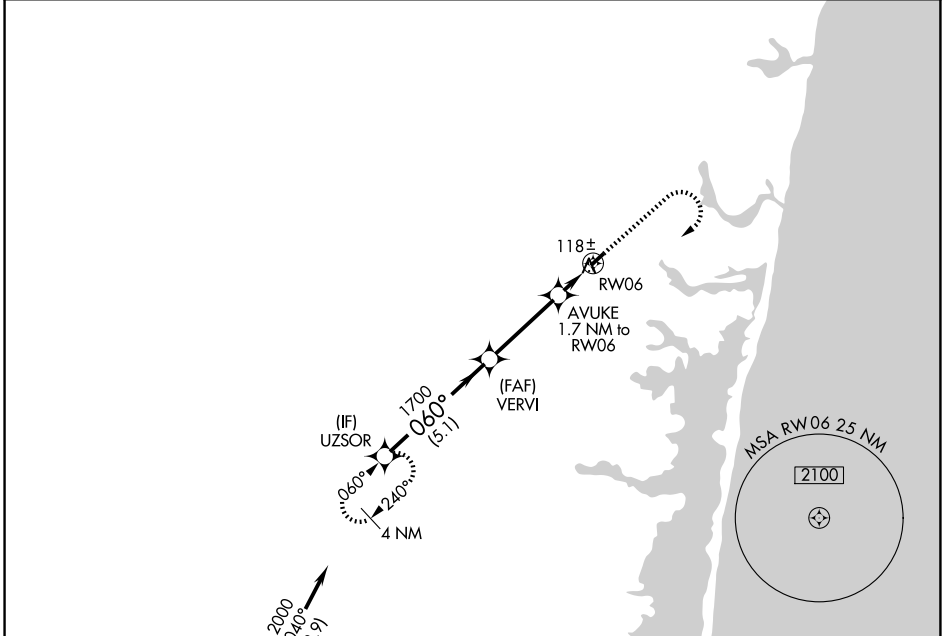 118±
RW06
AVUKE
1.7 NM to
RW06
(FAF)
VERVI
1700
060°
(5.1)
(IF)
UZSOR
060°
240°
4 NM
MSA RW06 25 NM
2100
2000
040°